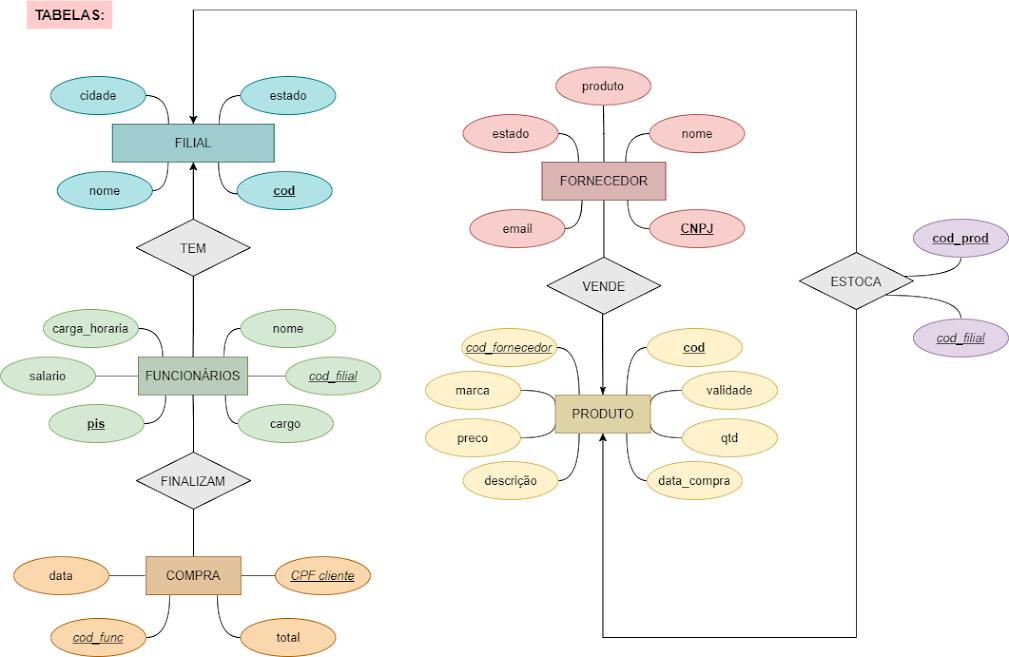 TABELAS:
cidade
estado
FILIAL
nome
cod
TEM
carga_horaria
nome
salario
FUNCIONÁRIOS
cod_filial
pis
cargo
FINALIZAM
data
COMPRA
CPF cliente
cod_func
total
produto
estado
nome
FORNECEDOR
email
CNPJ
VENDE
cod_fornecedor
cod
marca
validade
PRODUTO
preco
qtd
descrição
data_compra
cod_prod
ESTOCA
cod_filial